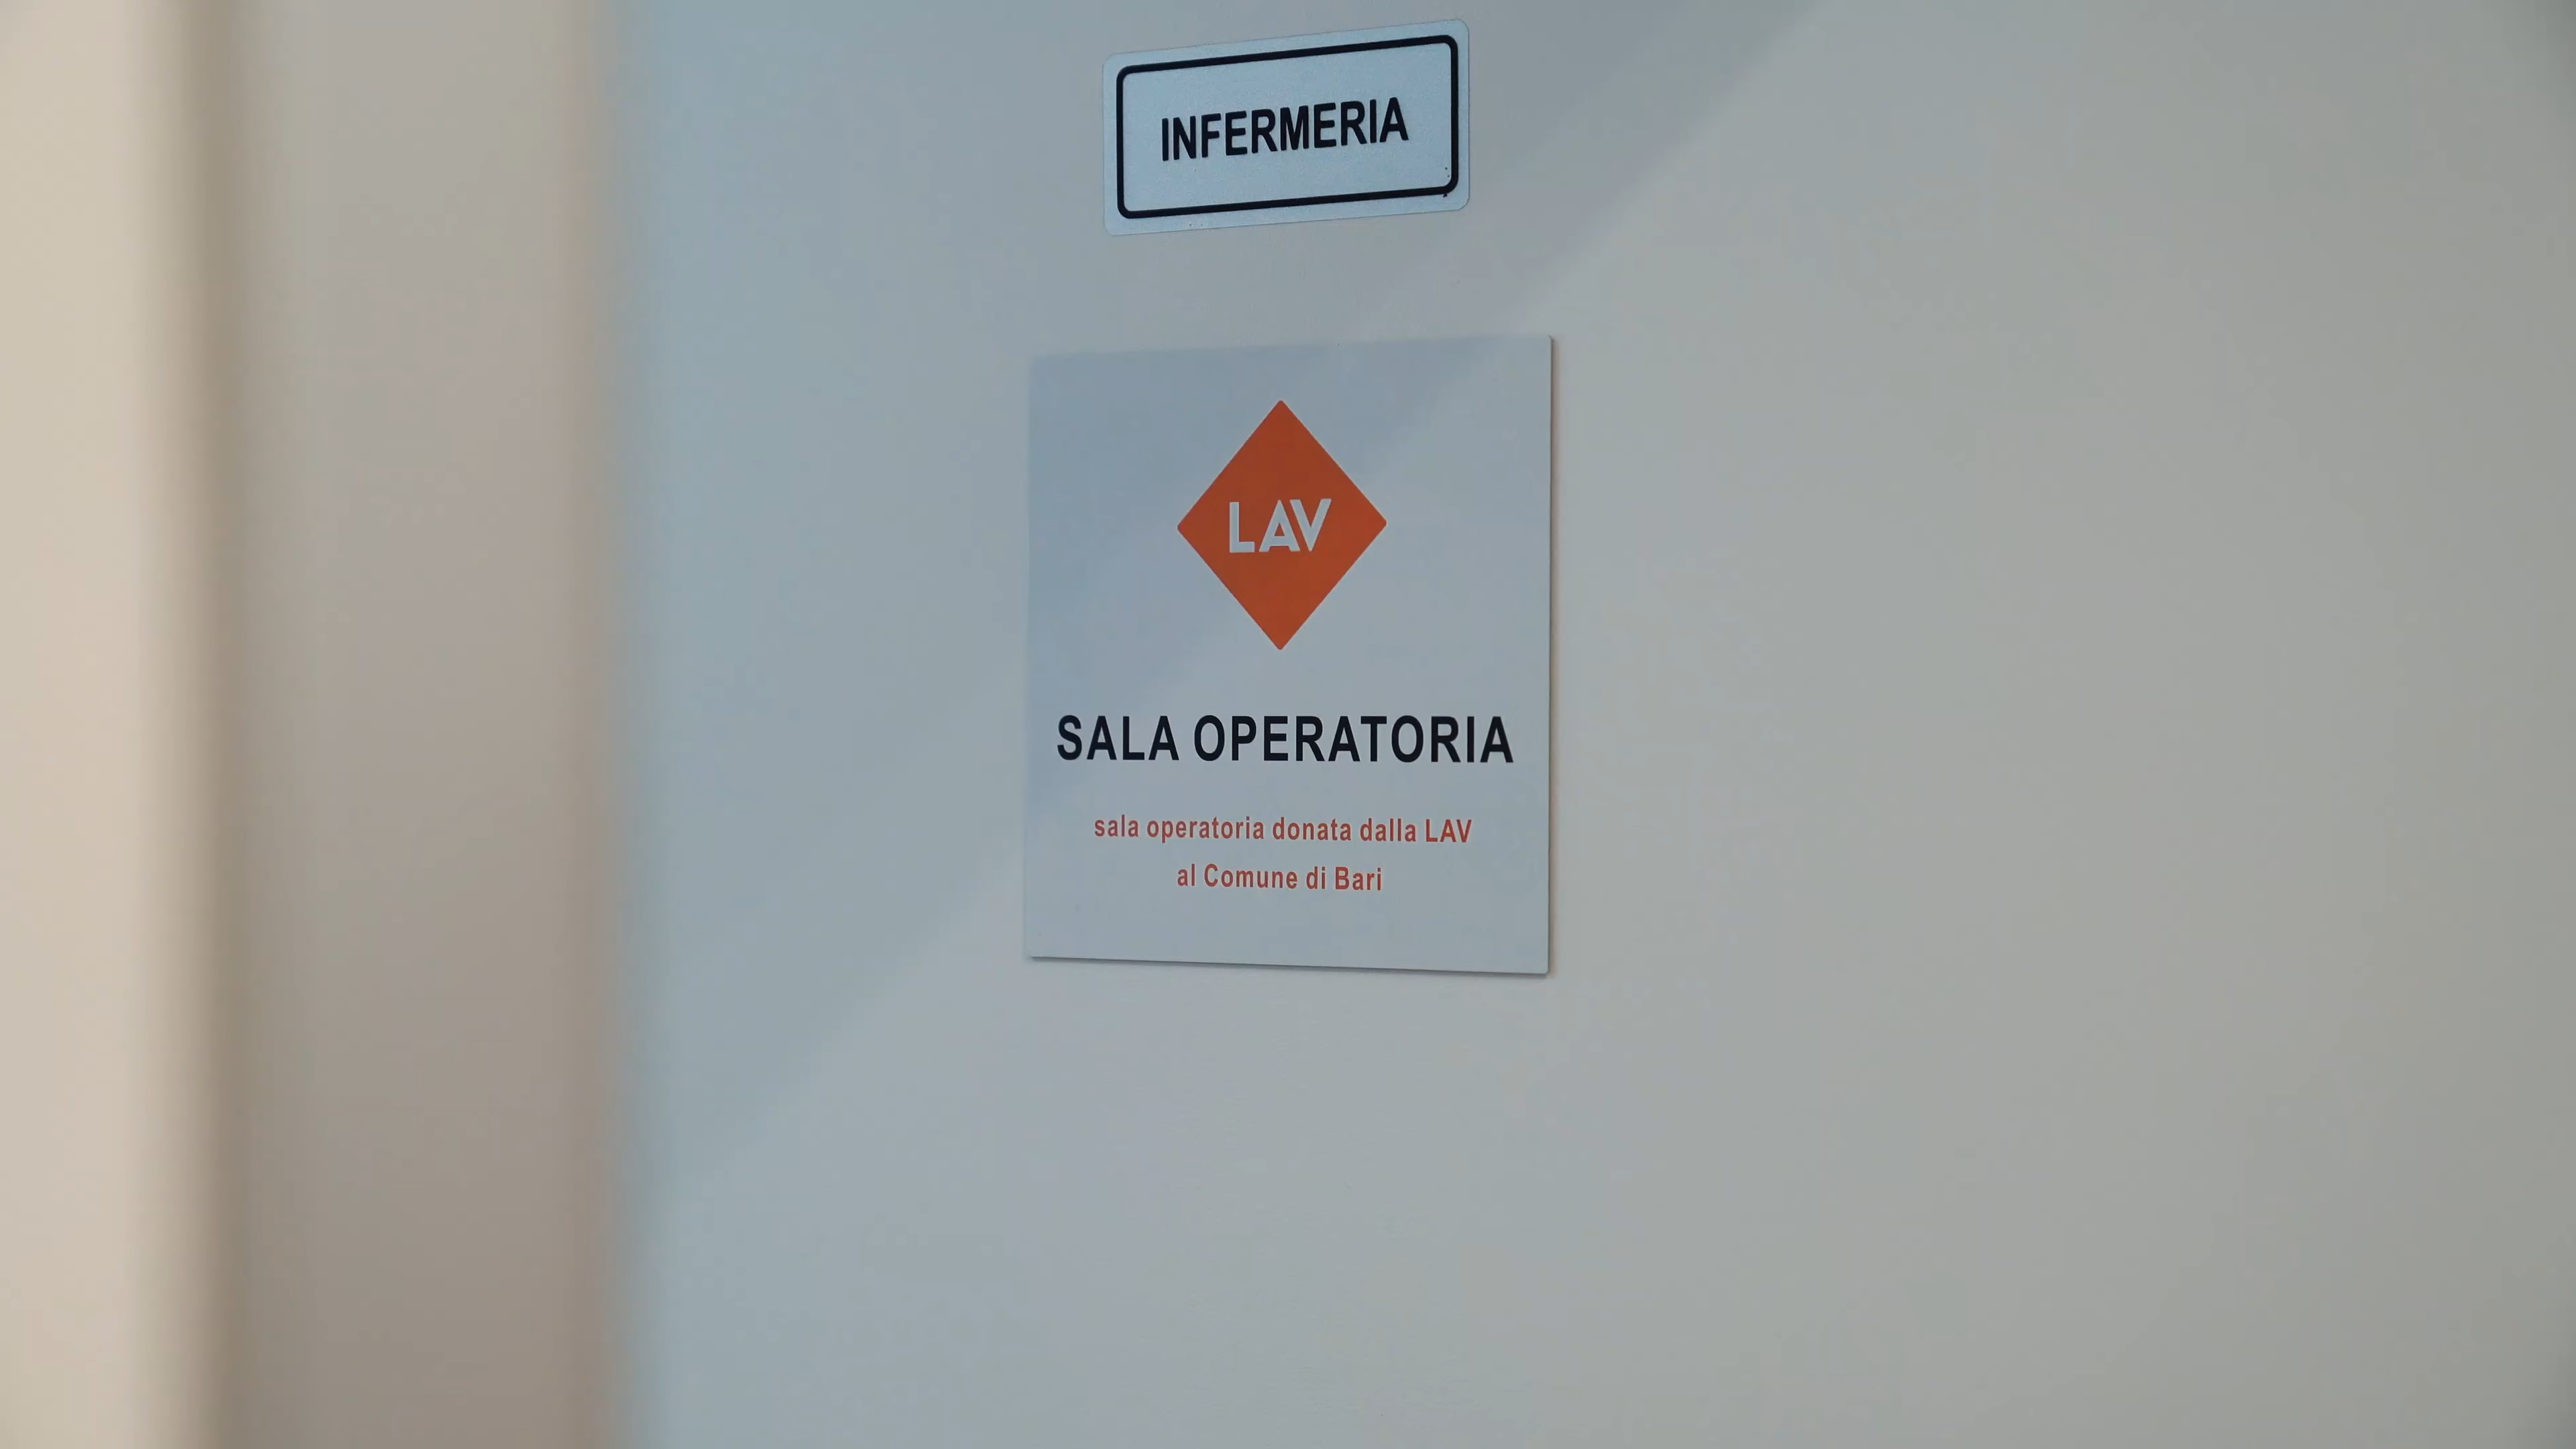 INFERMERIA
LAV
SALA OPERATORIA
sala operatoria donata dalla LAV
al Comune di Bari